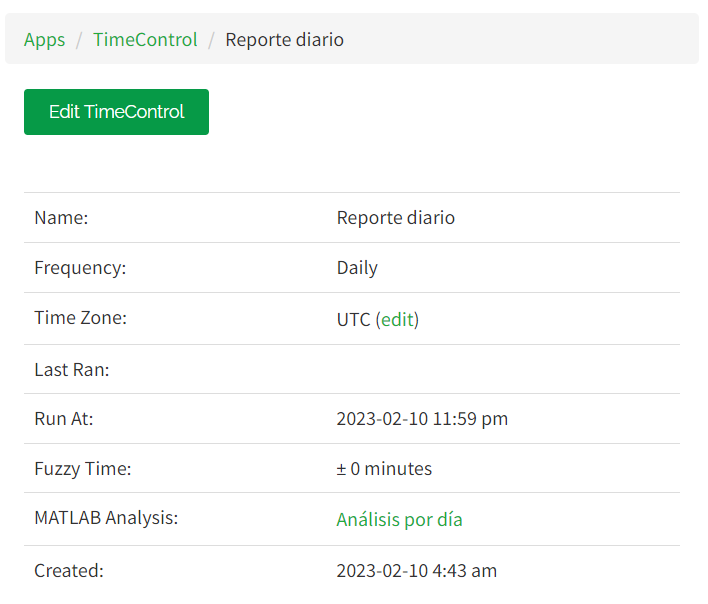 Apps / TimeControl / Reporte diario
Edit TimeControl
Name: Reporte diario
Frequency: Daily
Time Zone: UTC (edit)
Last Ran:
Run At: 2023-02-10 11:59 pm
Fuzzy Time: ± 0 minutes
MATLAB Analysis: Análisis por día
Created: 2023-02-10 4:43 am